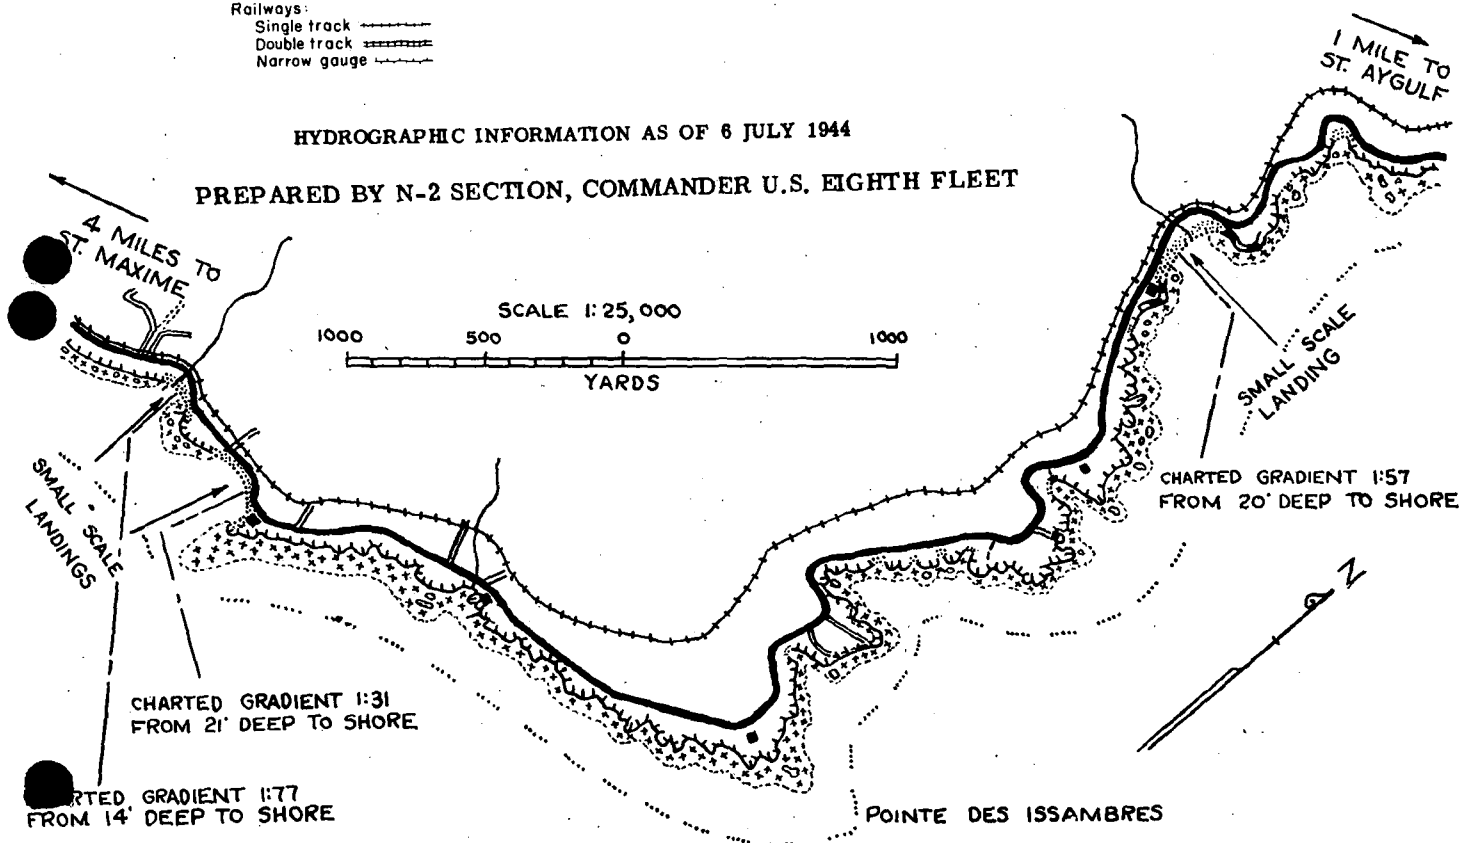 Railways:
Single track
Double track
Narrow gauge
1 MILE TO
ST. AYGULF
HYDROGRAPHIC INFORMATION AS OF 6 JULY 1944
PREPARED BY N-2 SECTION, COMMANDER U.S. EIGHTH FLEET
4 MILES TO
ST. MAXIME
SCALE 1:25,000
1000 500 0 1000
YARDS
SMALL SCALE
LANDING
SMALL SCALE
LANDINGS
CHARTED GRADIENT 1:57
FROM 20' DEEP TO SHORE
N
CHARTED GRADIENT 1:31
FROM 21' DEEP TO SHORE
GRADIENT 1:77
FROM 14' DEEP TO SHORE
POINTE DES ISSAMBRES